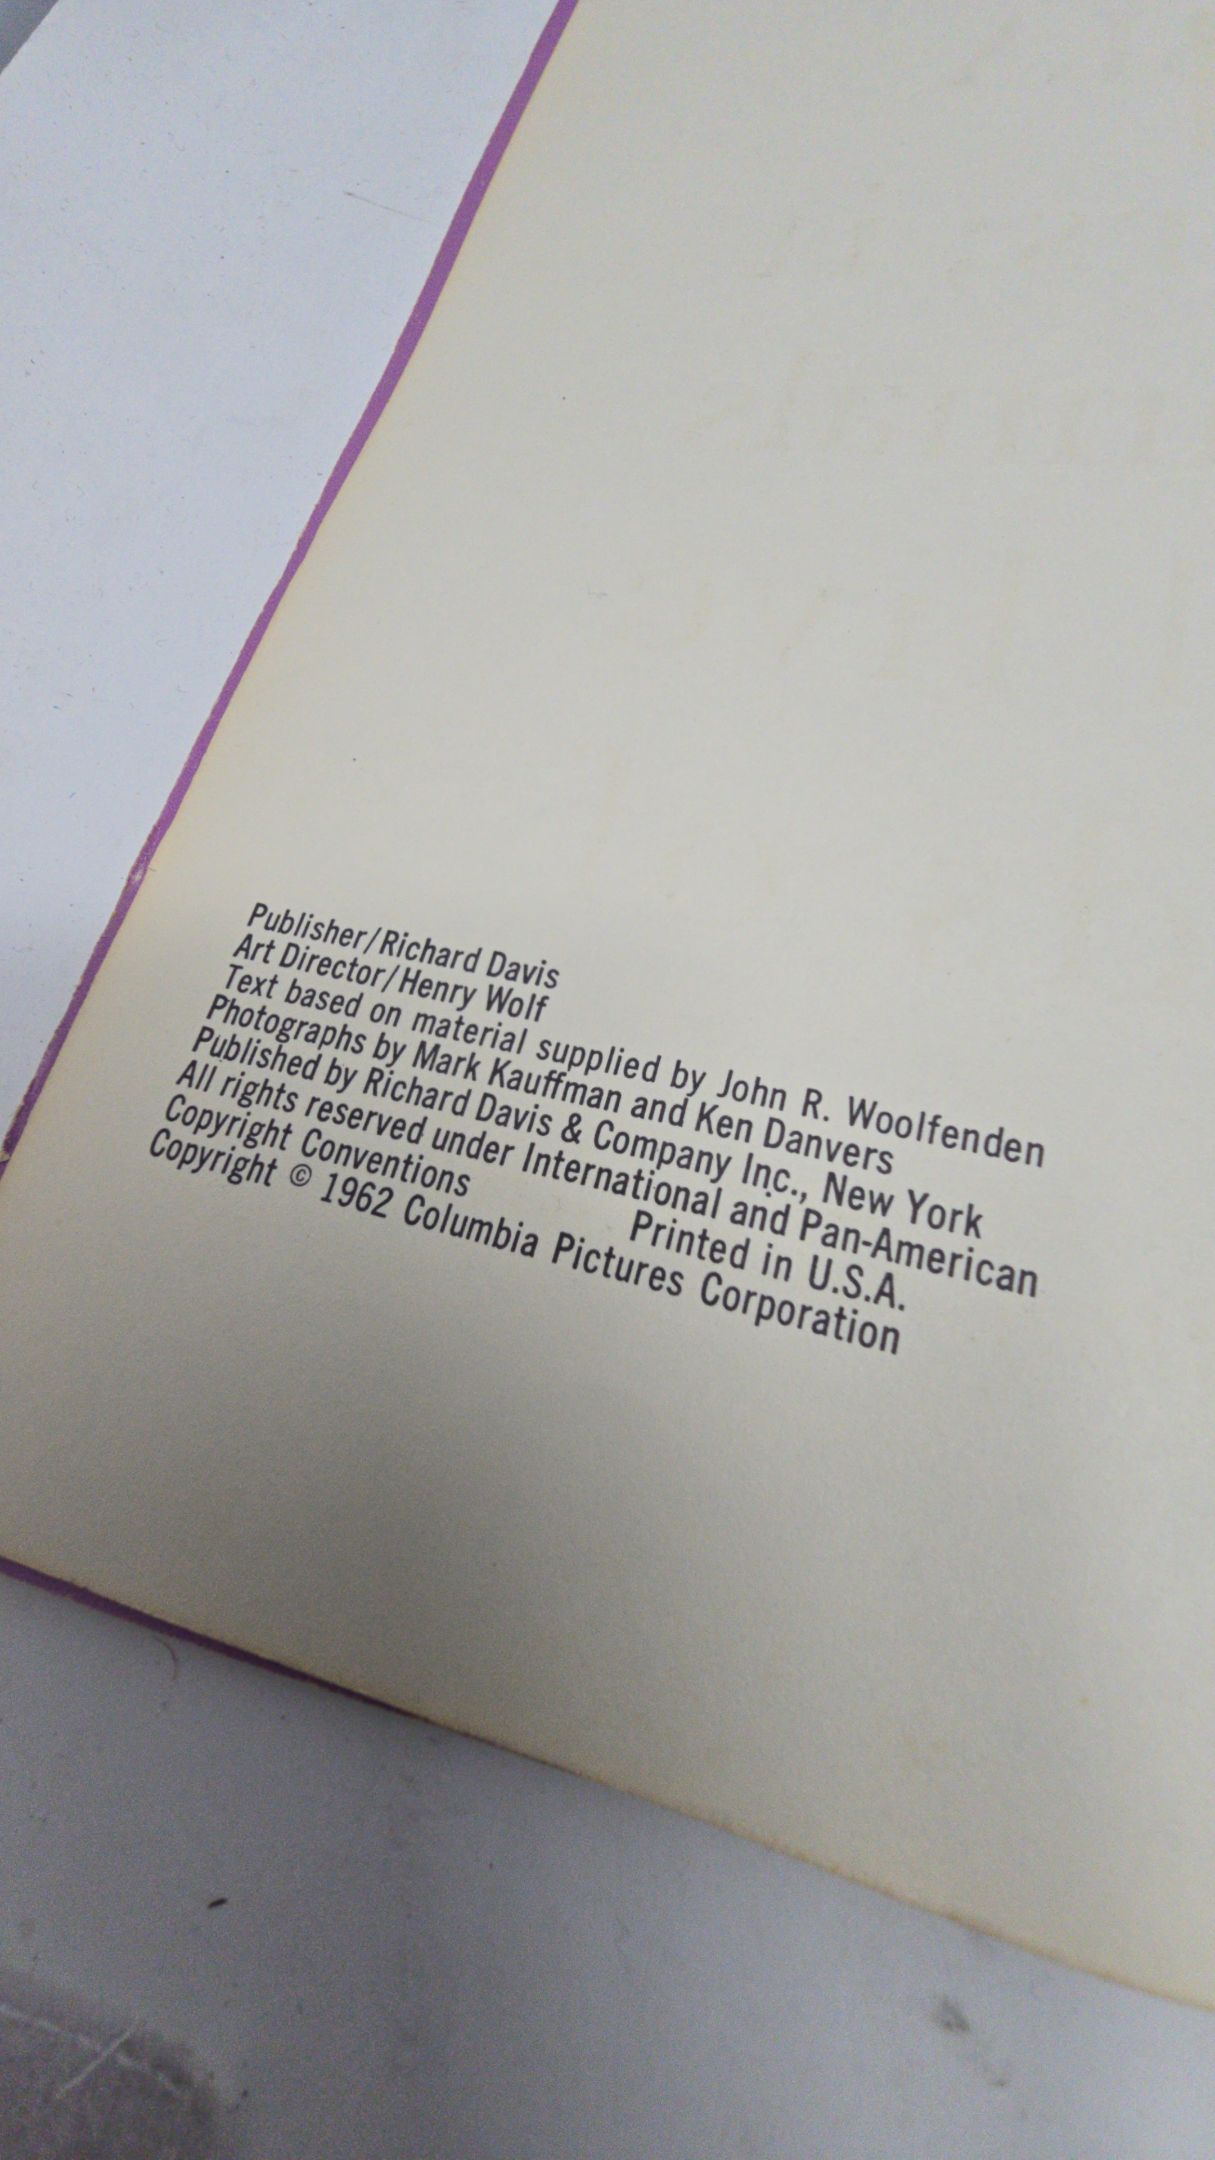 Publisher/Richard Davis
Art Director/Henry Wolf
Text based on material supplied by John R. Woolfenden
Photographs by Mark Kauffman and Ken Danvers
Published by Richard Davis & Company Inc., New York
All rights reserved under International and Pan-American
Copyright Conventions Printed in U.S.A.
Copyright © 1962 Columbia Pictures Corporation